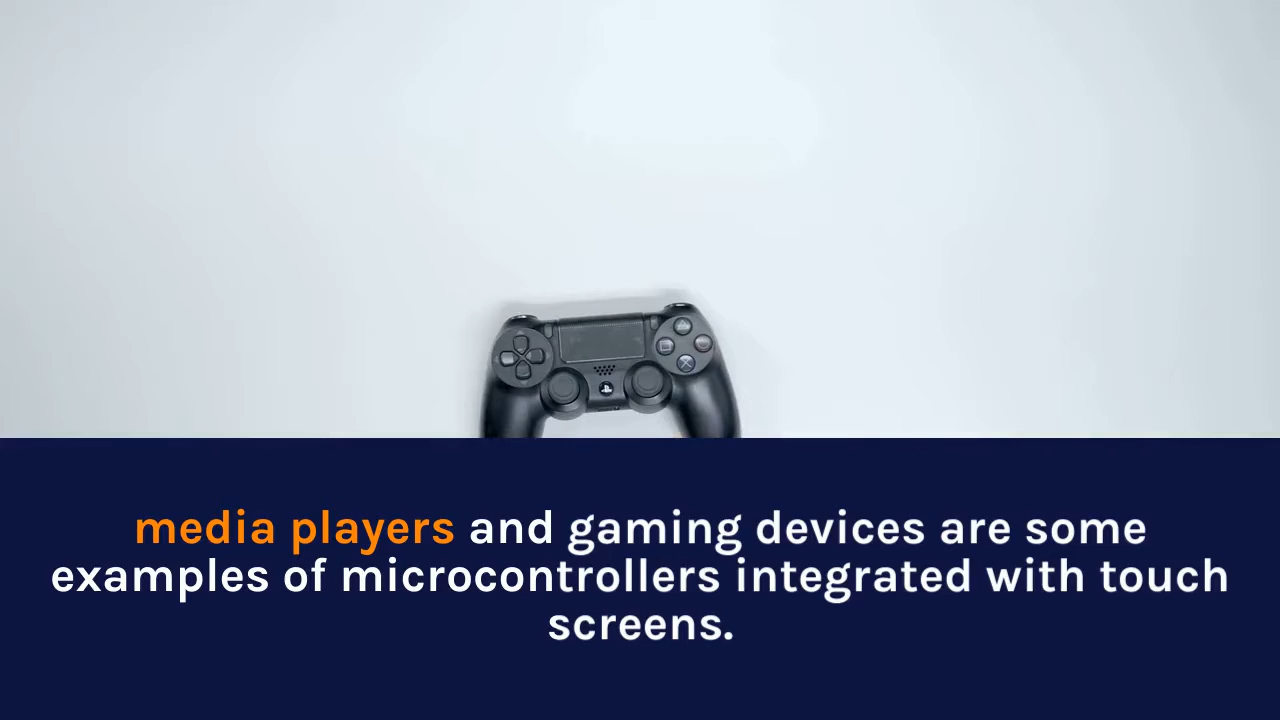 media players and gaming devices are some
examples of microcontrollers integrated with touch
screens.